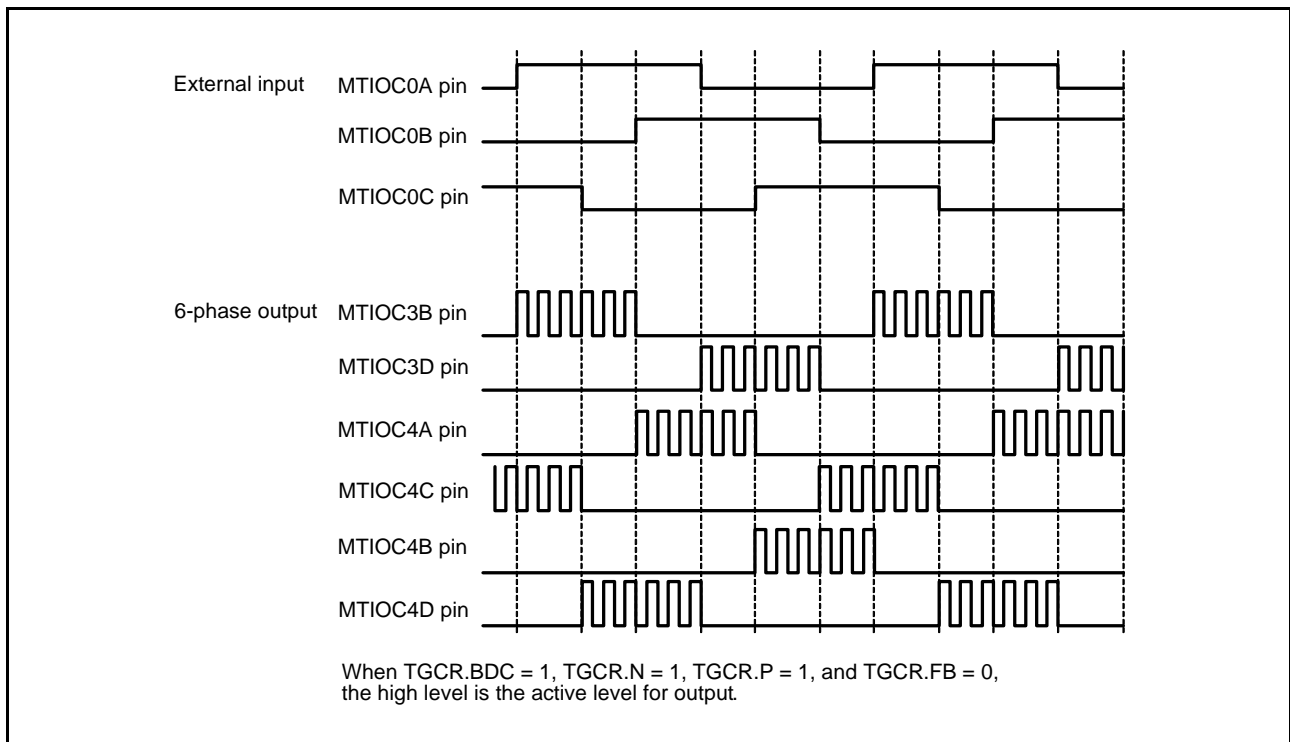 External input MTIOC0A pin
MTIOC0B pin
MTIOC0C pin
6-phase output MTIOC3B pin
MTIOC3D pin
MTIOC4A pin
MTIOC4C pin
MTIOC4B pin
MTIOC4D pin
When TGCR.BDC = 1, TGCR.N = 1, TGCR.P = 1, and TGCR.FB = 0,
the high level is the active level for output.